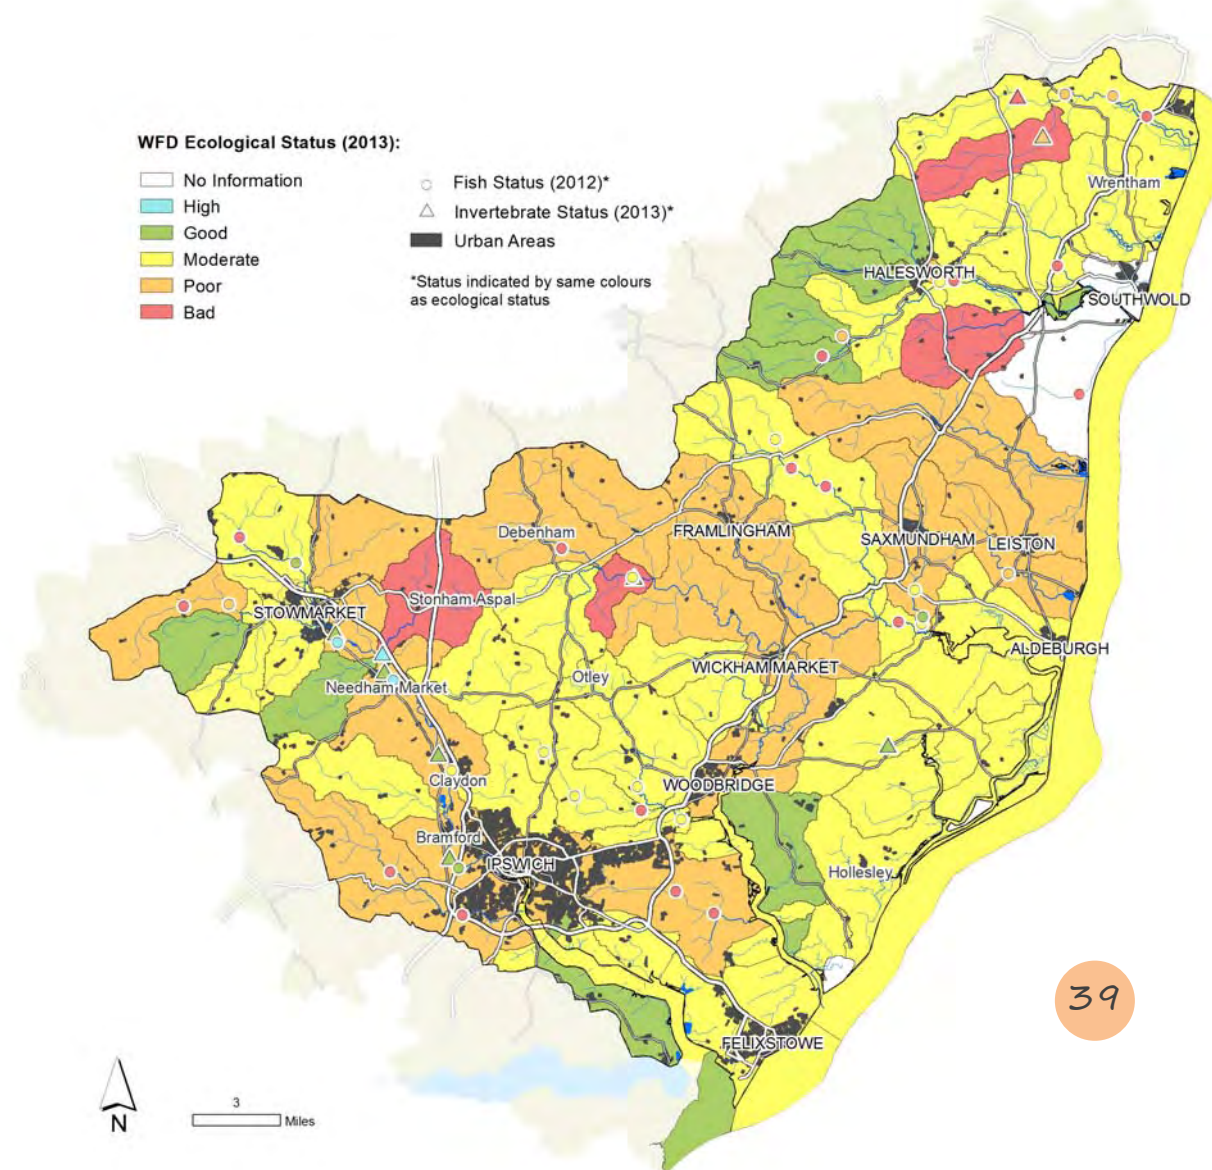 WFD Ecological Status (2013):
No Information
High
Good
Moderate
Poor
Bad
Fish Status (2012)*
Invertebrate Status (2013)*
Urban Areas
*Status indicated by same colours
as ecological status
Wrentham
HALESWORTH
SOUTHWOLD
Debenham
FRAMLINGHAM
SAXMUNDHAM
LEISTON
Stonham Aspal
STOWMARKET
ALDEBURGH
WICKHAM MARKET
Otley
Needham Market
Claydon
WOODBRIDGE
Bramford
IPSWICH
Hollesley
39
FELIXSTOWE
N
3
Miles